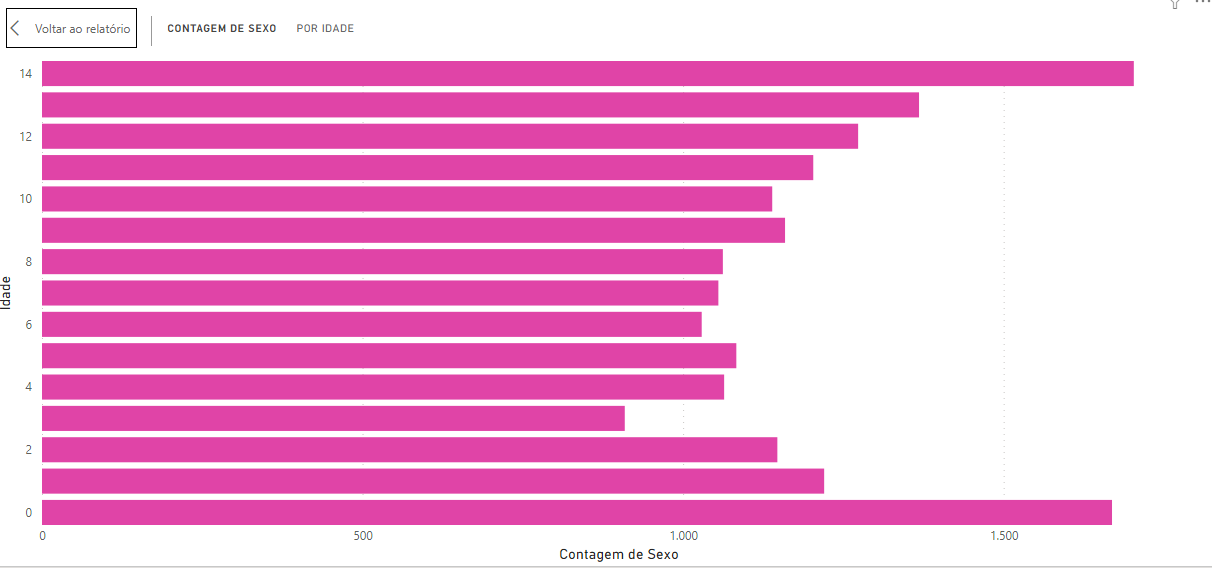 Voltar ao relatório
CONTAGEM DE SEXO POR IDADE
14
12
10
8
6
4
2
0
Idade
0 500 1.000 1.500
Contagem de Sexo